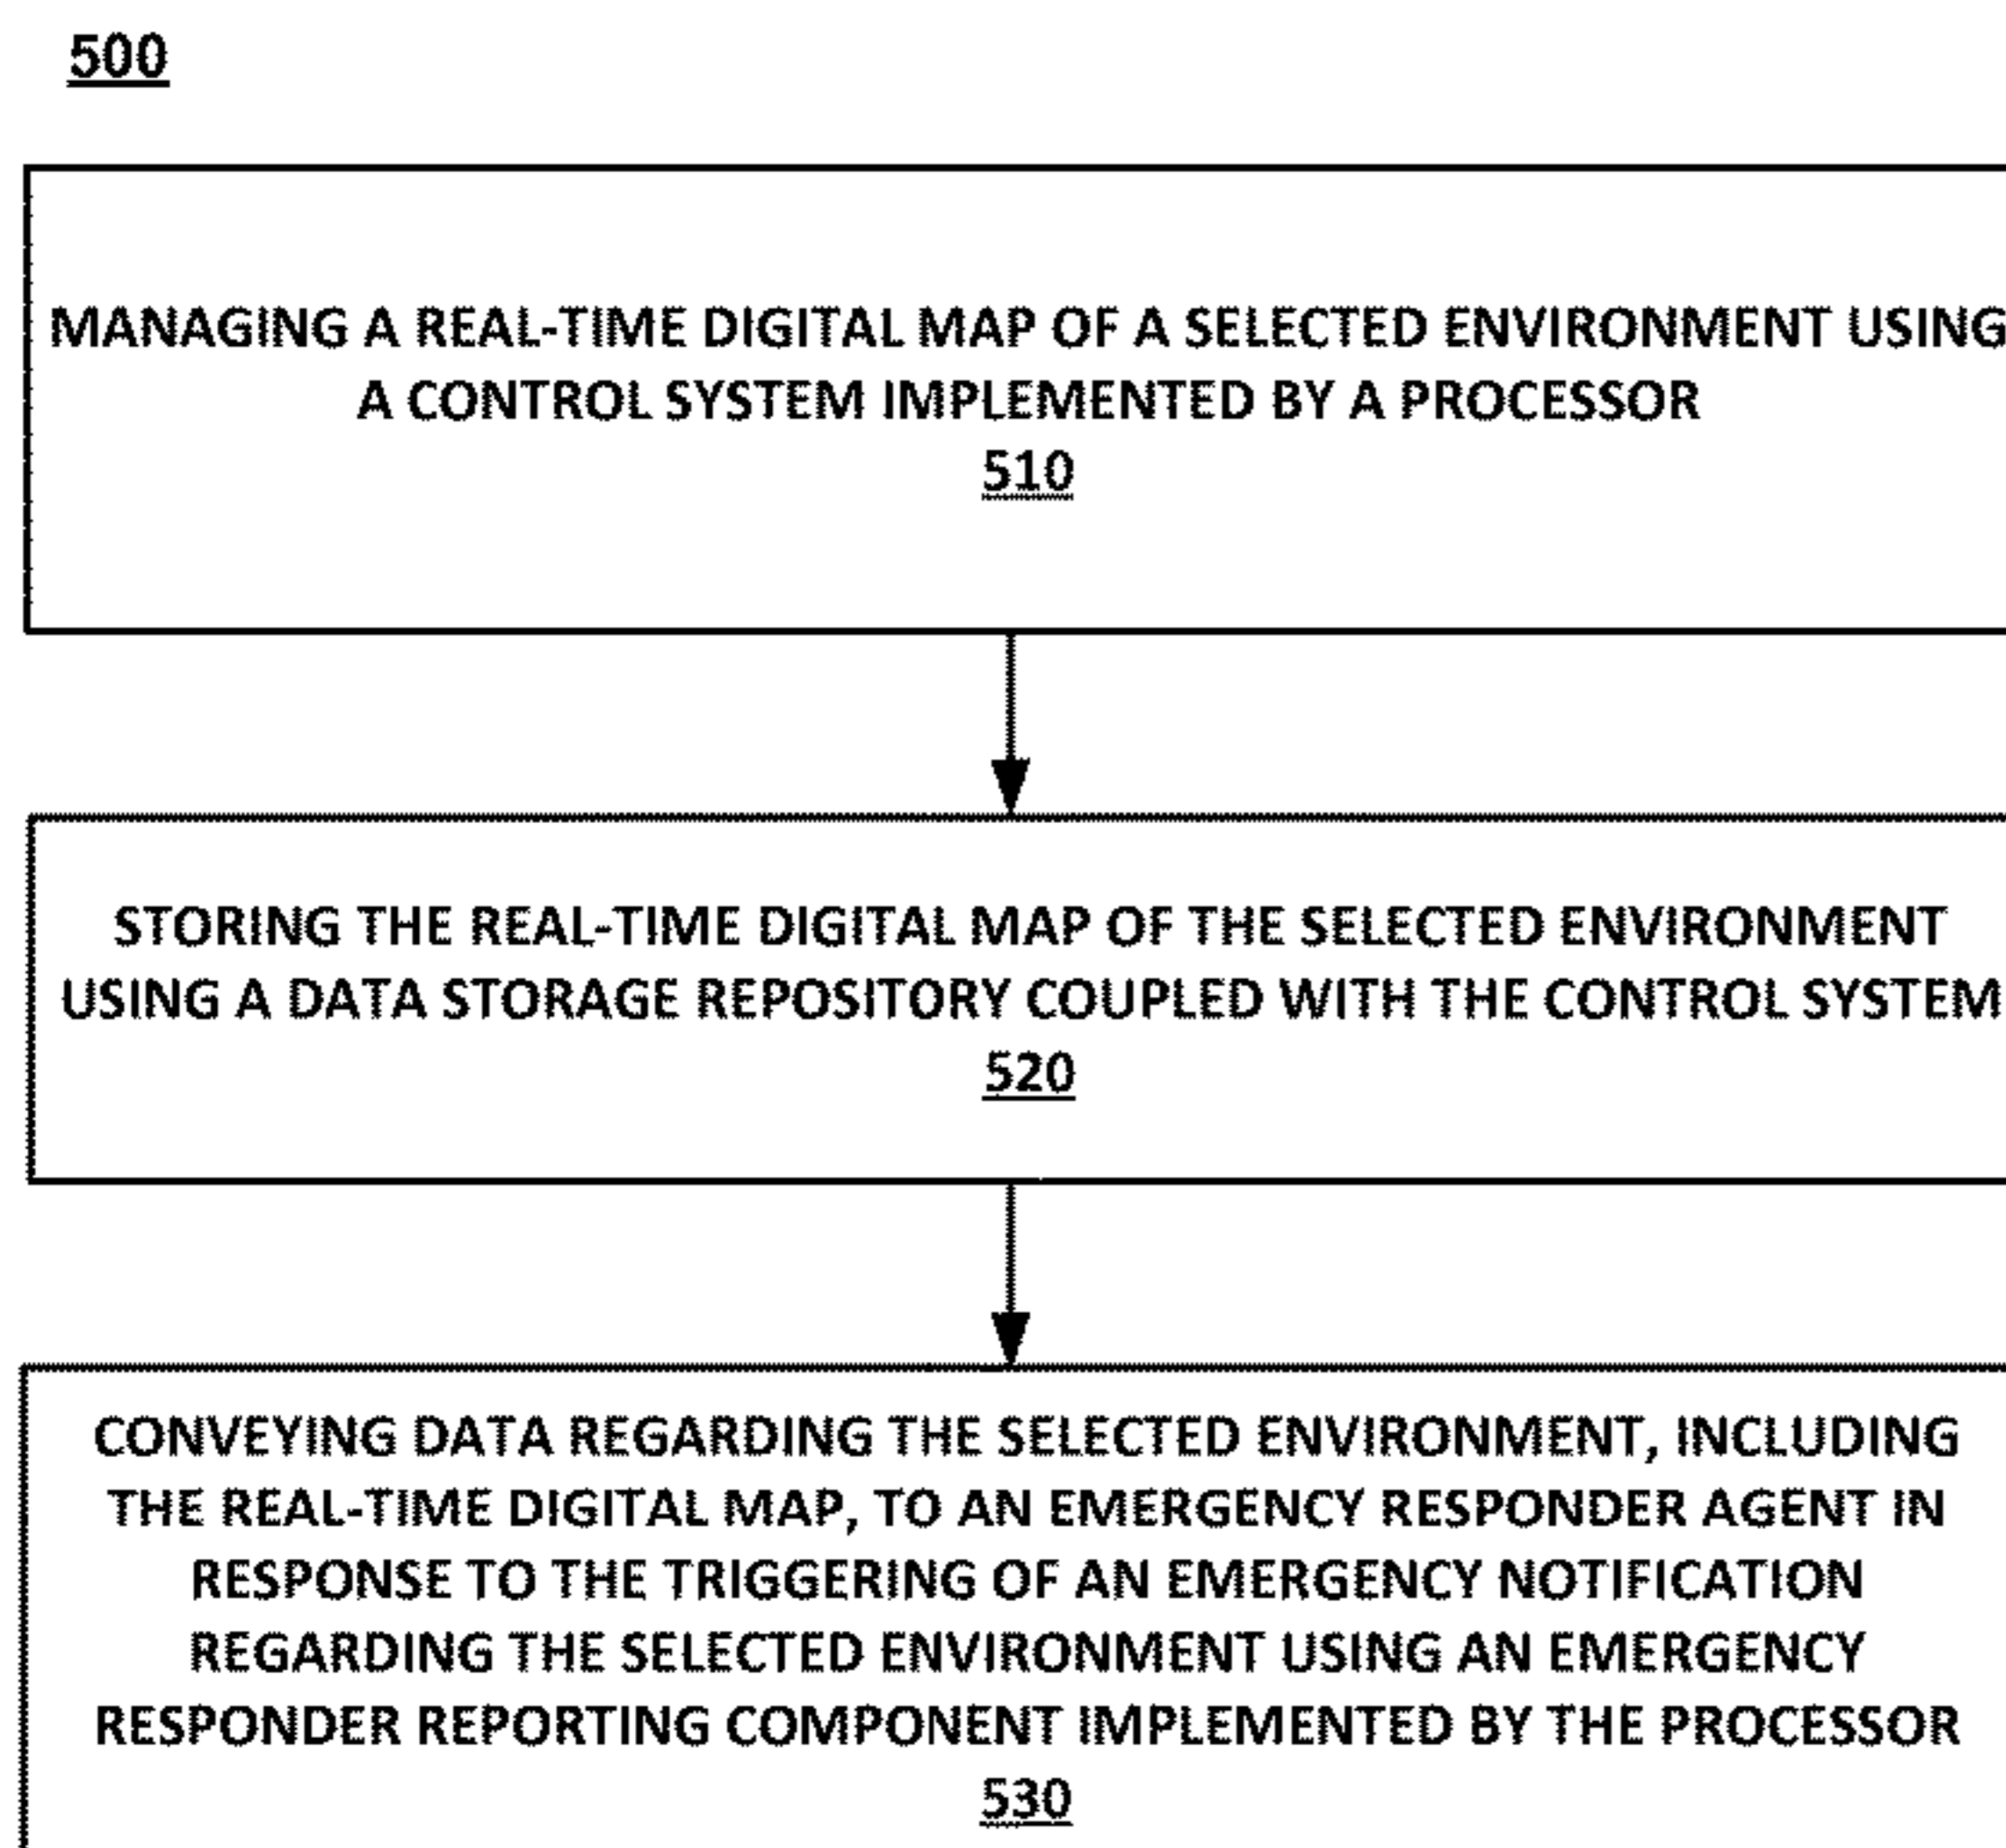 500
MANAGING A REAL-TIME DIGITAL MAP OF A SELECTED ENVIRONMENT USING
A CONTROL SYSTEM IMPLEMENTED BY A PROCESSOR
510
STORING THE REAL-TIME DIGITAL MAP OF THE SELECTED ENVIRONMENT
USING A DATA STORAGE REPOSITORY COUPLED WITH THE CONTROL SYSTEM
520
CONVEYING DATA REGARDING THE SELECTED ENVIRONMENT, INCLUDING
THE REAL-TIME DIGITAL MAP, TO AN EMERGENCY RESPONDER AGENT IN
RESPONSE TO THE TRIGGERING OF AN EMERGENCY NOTIFICATION
REGARDING THE SELECTED ENVIRONMENT USING AN EMERGENCY
RESPONDER REPORTING COMPONENT IMPLEMENTED BY THE PROCESSOR
530